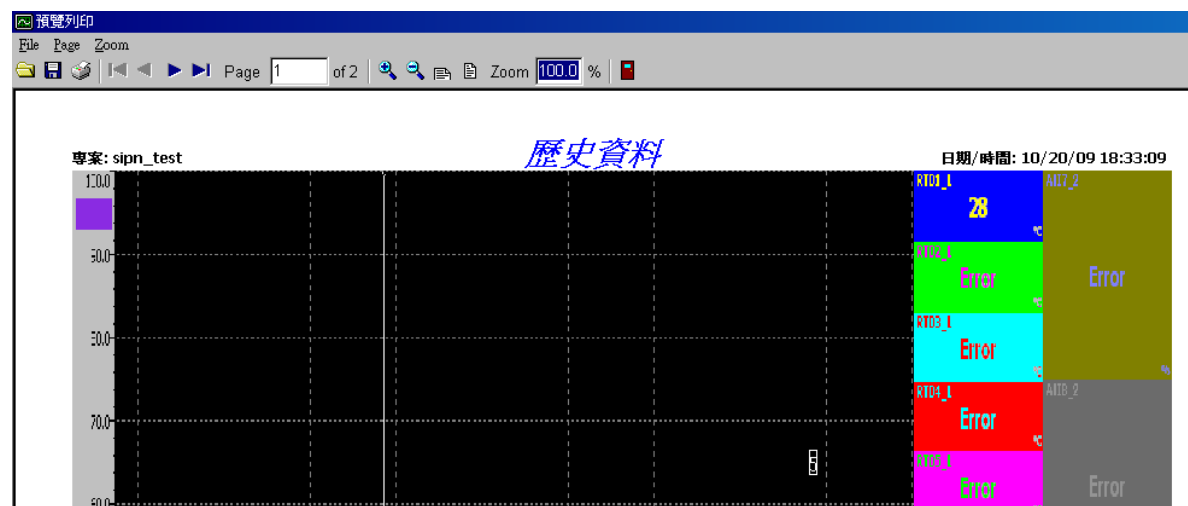 預覽列印
File Page Zoom
Page 1 of 2 Zoom 100.0 %
歷史資料
專案: sipn_test
日期/時間: 10/20/09 18:33:09
RTD1_1
28
°C
RTD2_1
Error
°C
RTD3_1
Error
RTD4_1
Error
°C
RTD5_1
Error
AI17_2
Error
AI18_2
Error
70.0
5